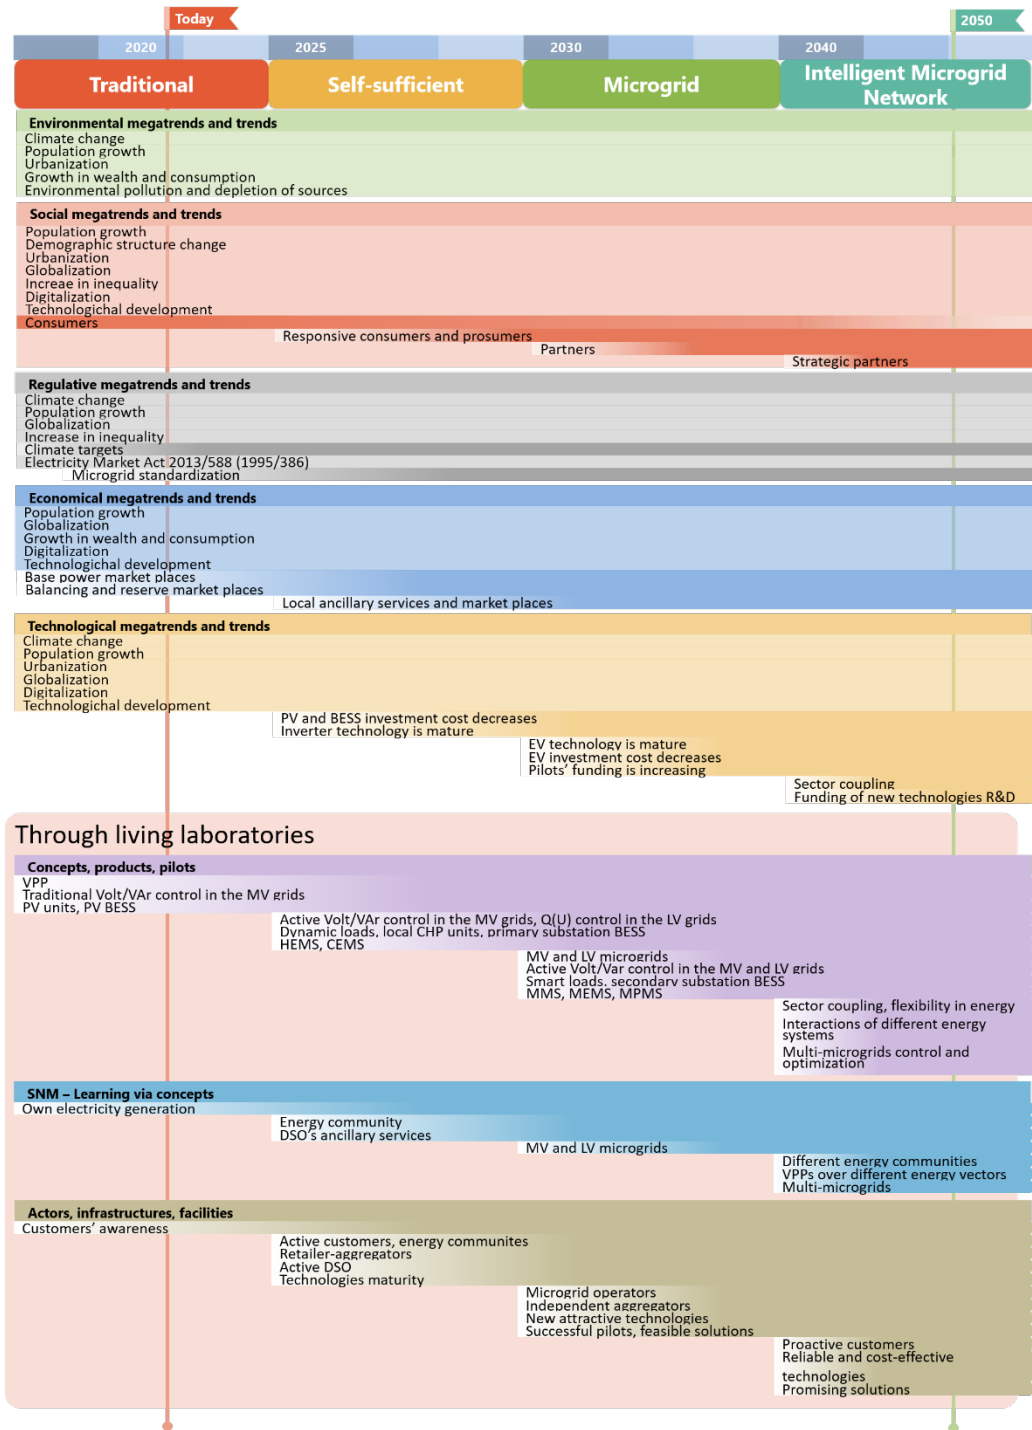 Today
2050
2020
2025
2030
2040
Traditional
Self-sufficient
Microgrid
Intelligent Microgrid
Network
Environmental megatrends and trends
Climate change
Population growth
Urbanization
Growth in wealth and consumption
Environmental pollution and depletion of sources
Social megatrends and trends
Population growth
Demographic structure change
Urbanization
Globalization
Increae in inequality
Digitalization
Technologichal development
Consumers
Responsive consumers and prosumers
Partners
Strategic partners
Regulative megatrends and trends
Climate change
Population growth
Globalization
Increase in inequality
Climate targets
Electricity Market Act 2013/588 (1995/386)
Microgrid standardization
Economical megatrends and trends
Population growth
Globalization
Growth in wealth and consumption
Digitalization
Technologichal development
Base power market places
Balancing and reserve market places
Local ancillary services and market places
Technological megatrends and trends
Climate change
Population growth
Urbanization
Globalization
Digitalization
Technologichal development
PV and BESS investment cost decreases
Inverter technology is mature
EV technology is mature
EV investment cost decreases
Pilots' funding is increasing
Sector coupling
Funding of new technologies R&D
Through living laboratories
Concepts, products, pilots
VPP
Traditional Volt/VAr control in the MV grids
PV units, PV BESS
Active Volt/VAr control in the MV grids, Q(U) control in the LV grids
Dynamic loads, local CHP units, primary substation BESS
HEMS, CEMS
MV and LV microgrids
Active Volt/Var control in the MV and LV grids
Smart loads, secondary substation BESS
MMS, MEMS, MPMS
Sector coupling, flexibility in energy
Interactions of different energy
systems
Multi-microgrids control and
optimization
SNM – Learning via concepts
Own electricity generation
Energy community
DSO's ancillary services
MV and LV microgrids
Different energy communities
VPPs over different energy vectors
Multi-microgrids
Actors, infrastructures, facilities
Customers' awareness
Active customers, energy communites
Retailer-aggregators
Active DSO
Technologies maturity
Microgrid operators
Independent aggregators
New attractive technologies
Successful pilots, feasible solutions
Proactive customers
Reliable and cost-effective
technologies
Promising solutions